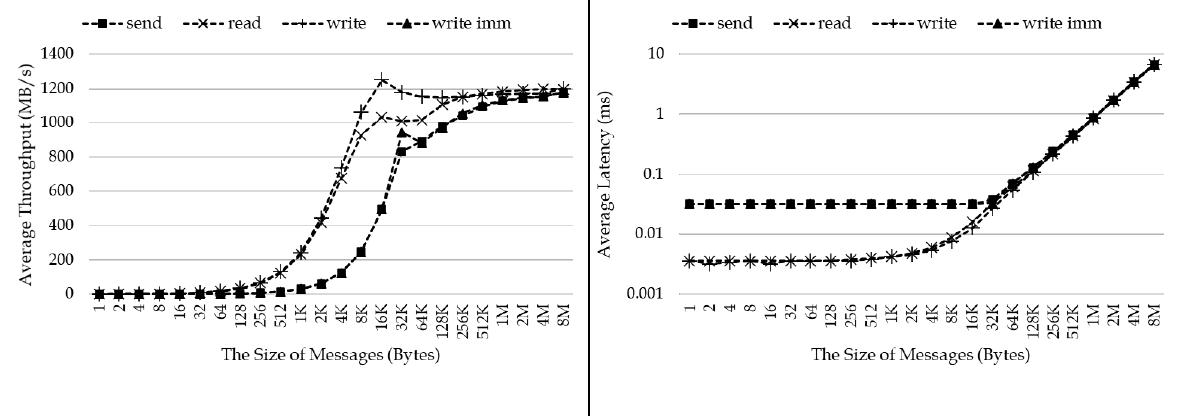 send read write write imm
Average Throughput (MB/s)
1400
1200
1000
800
600
400
200
0
1 2 4 8 16 32 64 128 256 512 1K 2K 4K 8K 16K 32K 64K 128K 256K 512K 1M 2M 4M 8M
The Size of Messages (Bytes)
send read write write imm
Average Latency (ms)
10
1
0.1
0.01
0.001
1 2 4 8 16 32 64 128 256 512 1K 2K 4K 8K 16K 32K 64K 128K 256K 512K 1M 2M 4M 8M
The Size of Messages (Bytes)